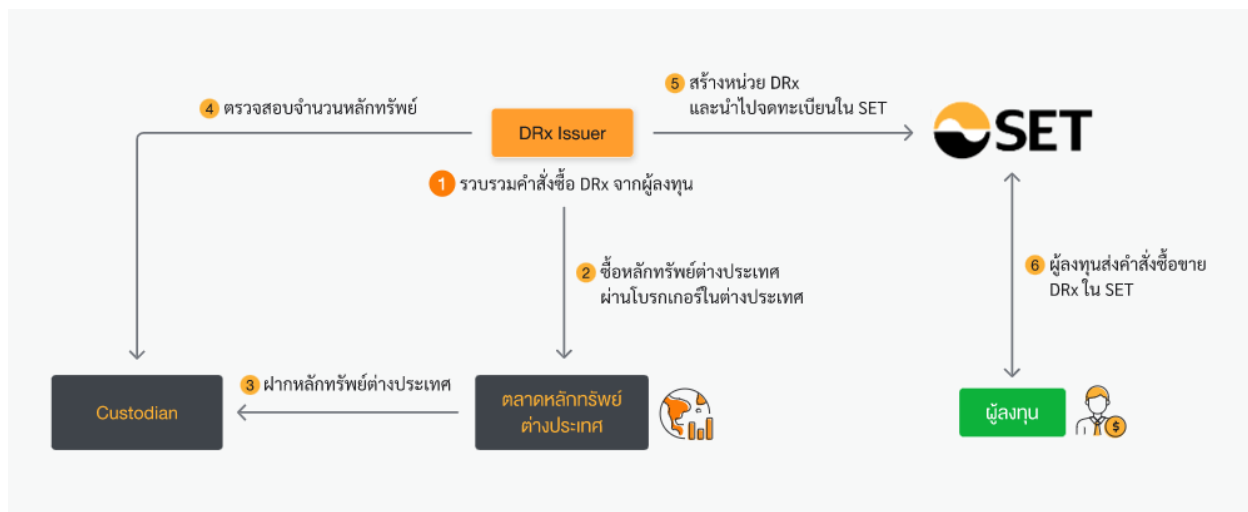 5 สร้างหน่วย DRx
และนำไปจดทะเบียนใน SET
4 ตรวจสอบจำนวนหลักทรัพย์
DRx Issuer
SET
1 รวบรวมคำสั่งซื้อ DRx จากผู้ลงทุน
2 ซื้อหลักทรัพย์ต่างประเทศ
ผ่านโบรกเกอร์ในต่างประเทศ
6 ผู้ลงทุนส่งคำสั่งซื้อขาย
DRx ใน SET
3 ฝากหลักทรัพย์ต่างประเทศ
Custodian
ตลาดหลักทรัพย์
ต่างประเทศ
ผู้ลงทุน
$